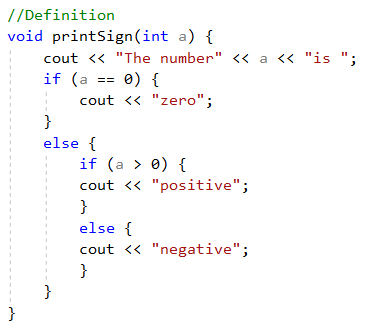 //Definition
void printSign(int a) {
    cout << "The number" << a << "is ";
    if (a == 0) {
        cout << "zero";
    }
    else {
        if (a > 0) {
        cout << "positive";
        }
        else {
        cout << "negative";
        }
    }
}